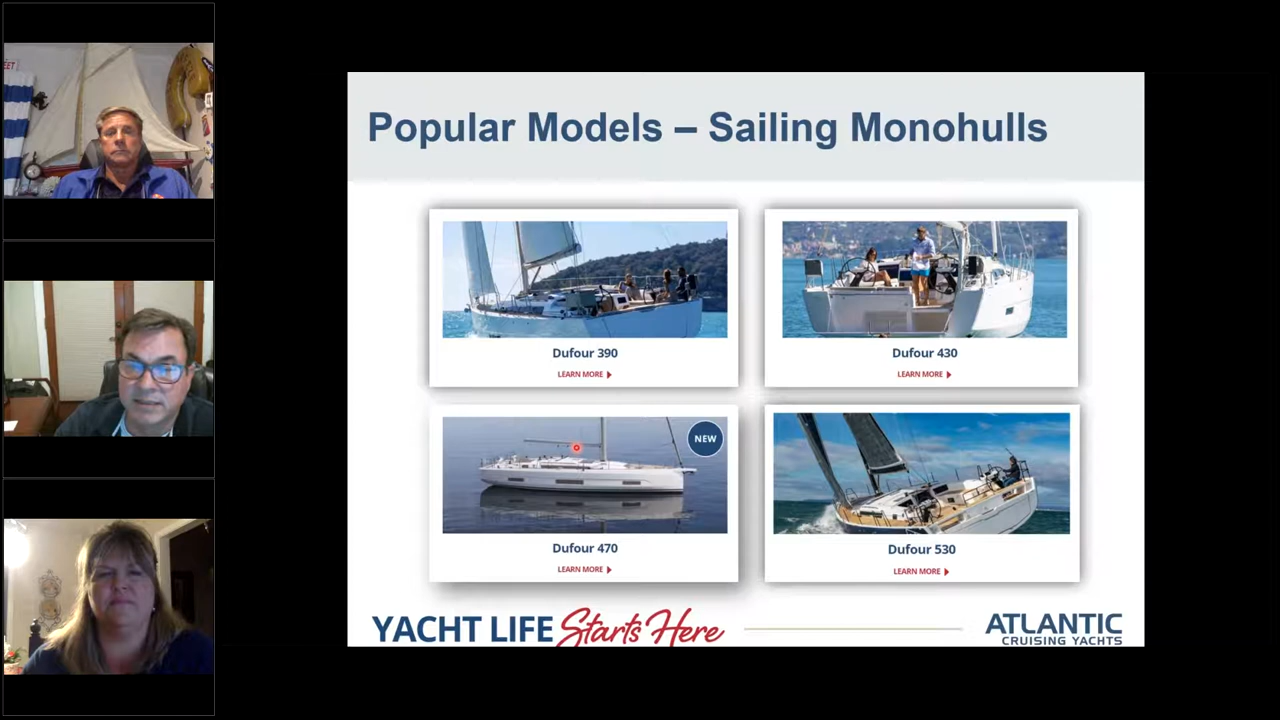 Popular Models – Sailing Monohulls
Dufour 390
LEARN MORE
Dufour 430
LEARN MORE
NEW
Dufour 470
LEARN MORE
Dufour 530
LEARN MORE
YACHT LIFE Starts Here
ATLANTIC
CRUISING YACHTS